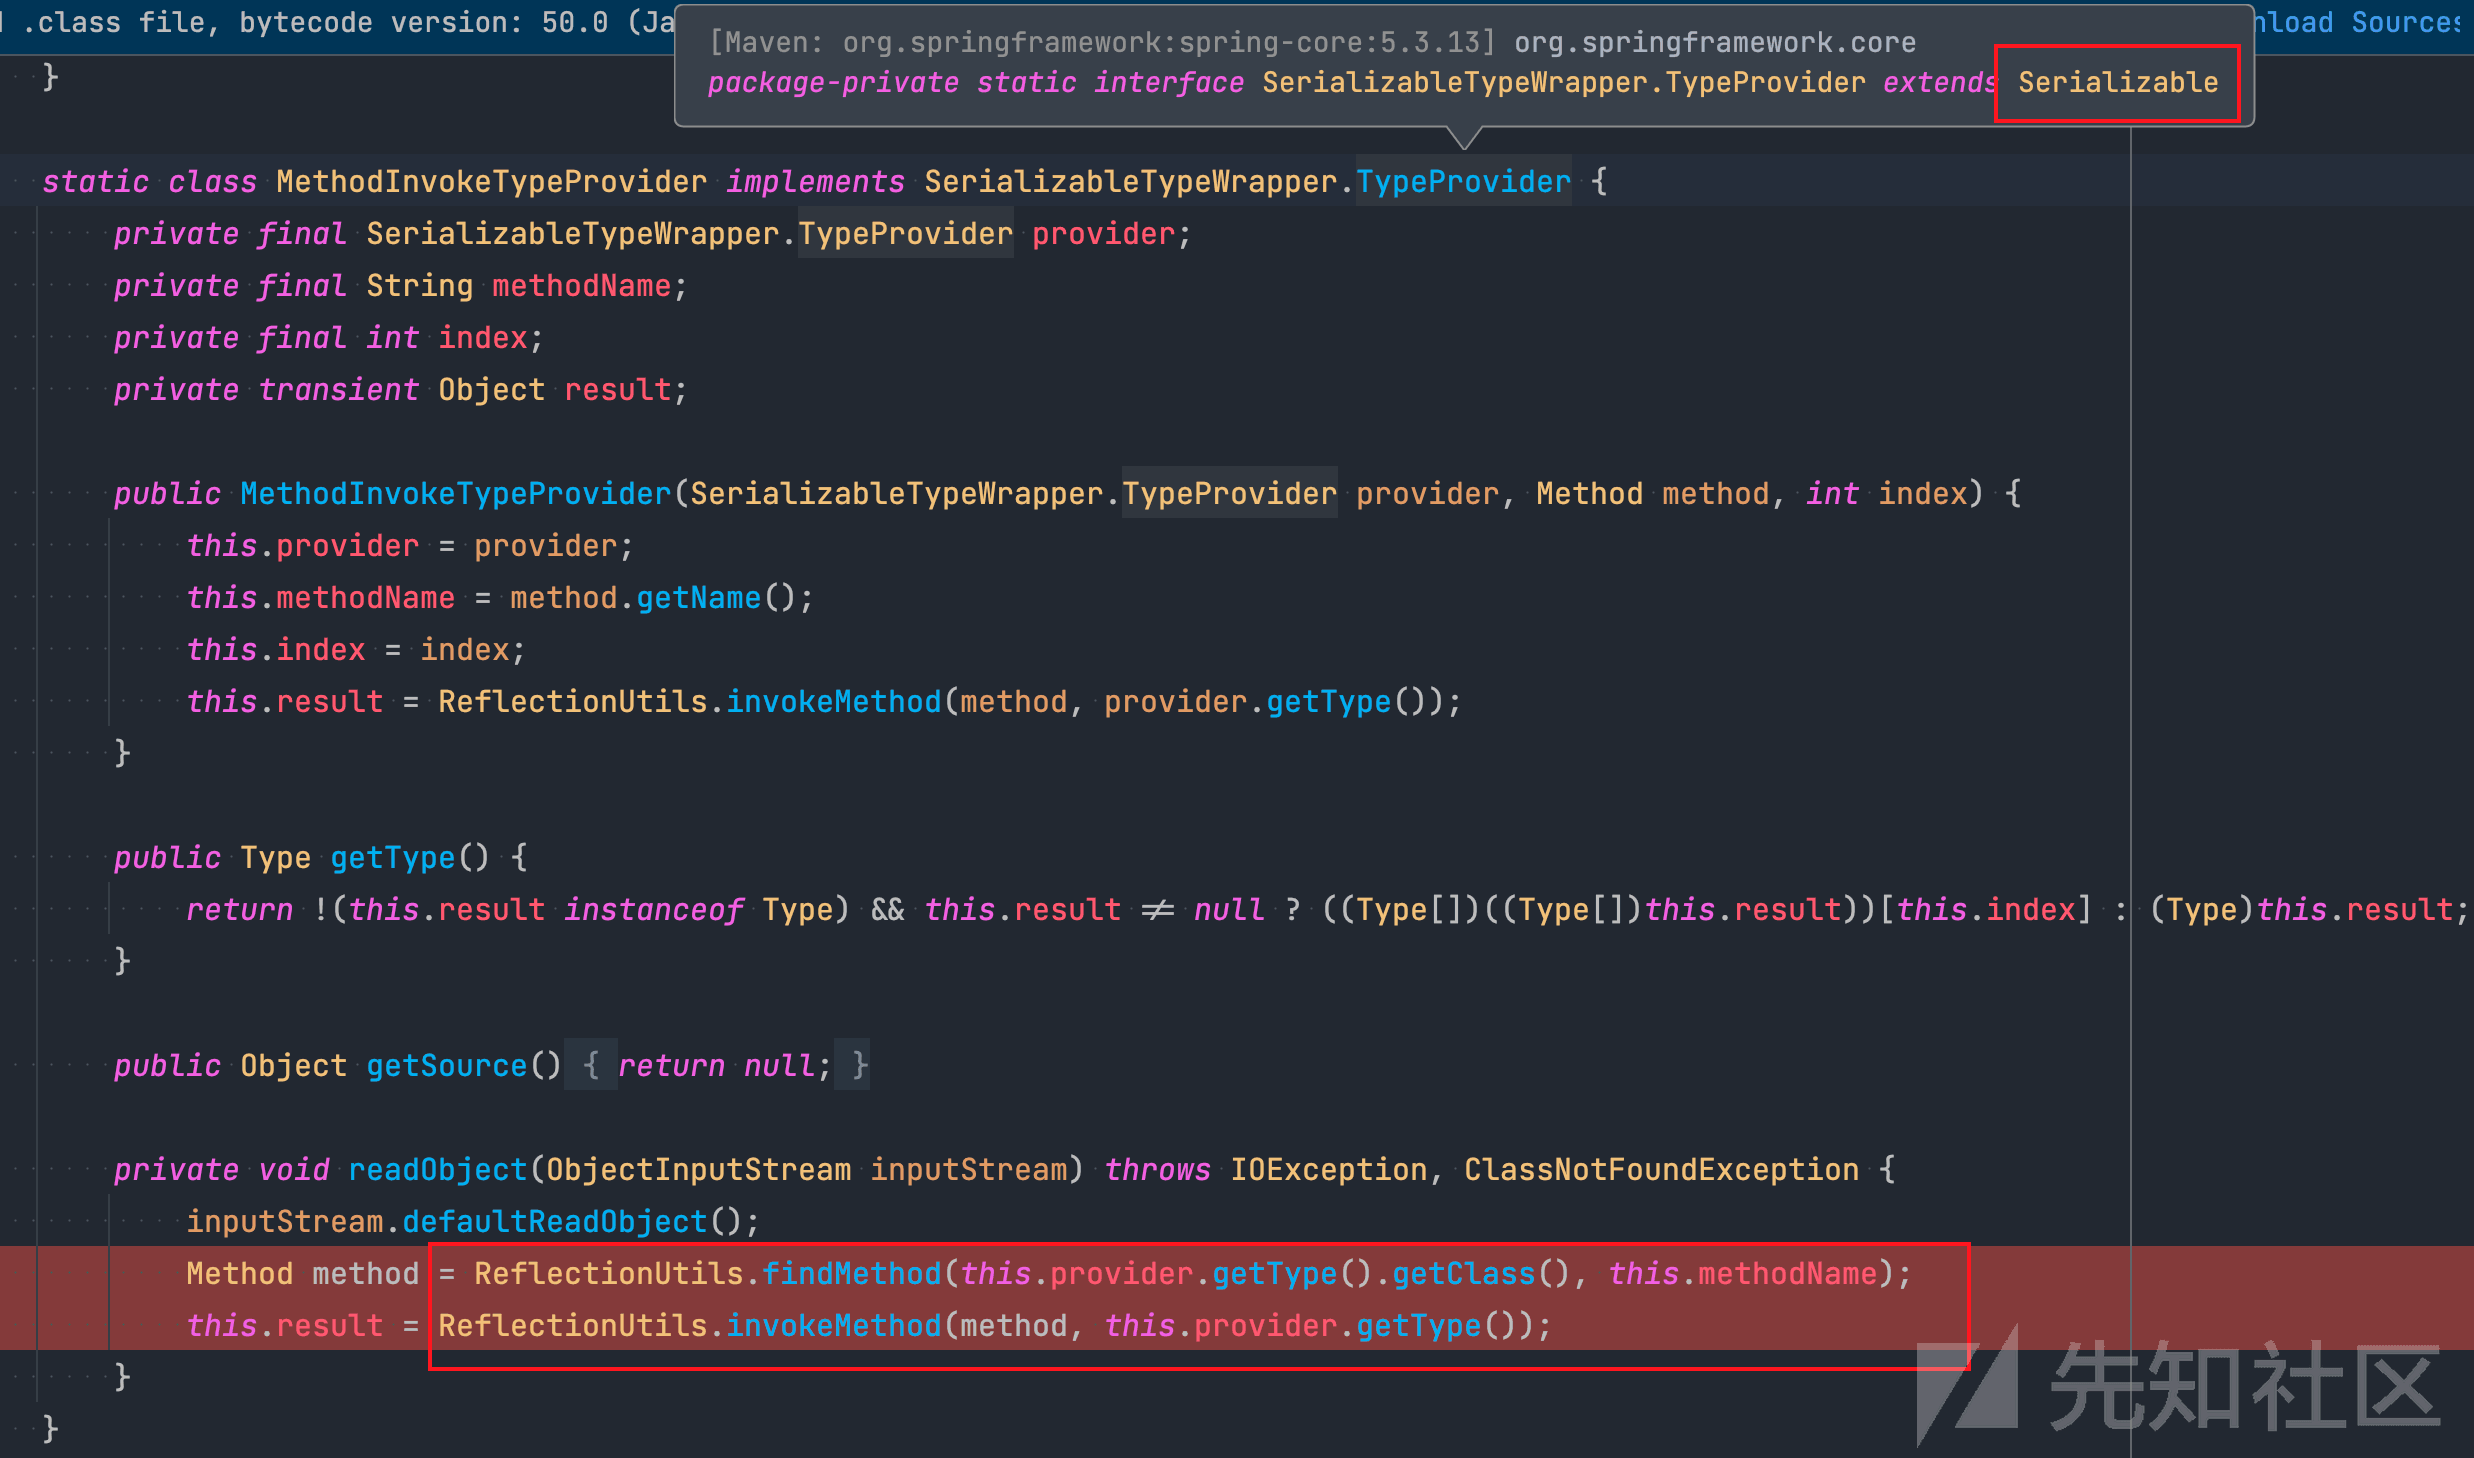 .class file, bytecode version: 50.0 (Ja
nload Sources
[Maven: org.springframework:spring-core:5.3.13] org.springframework.core
package-private static interface SerializableTypeWrapper.TypeProvider extends Serializable
}
static class MethodInvokeTypeProvider implements SerializableTypeWrapper.TypeProvider {
private final SerializableTypeWrapper.TypeProvider provider;
private final String methodName;
private final int index;
private transient Object result;
public MethodInvokeTypeProvider(SerializableTypeWrapper.TypeProvider provider, Method method, int index) {
this.provider = provider;
this.methodName = method.getName();
this.index = index;
this.result = ReflectionUtils.invokeMethod(method, provider.getType());
}
public Type getType() {
return !(this.result instanceof Type) && this.result ≠ null ? ((Type[])((Type[])this.result))[this.index] : (Type)this.result;
}
public Object getSource() { return null; }
private void readObject(ObjectInputStream inputStream) throws IOException, ClassNotFoundException {
inputStream.defaultReadObject();
Method method = ReflectionUtils.findMethod(this.provider.getType().getClass(), this.methodName);
this.result = ReflectionUtils.invokeMethod(method, this.provider.getType());
}
}
先知社区